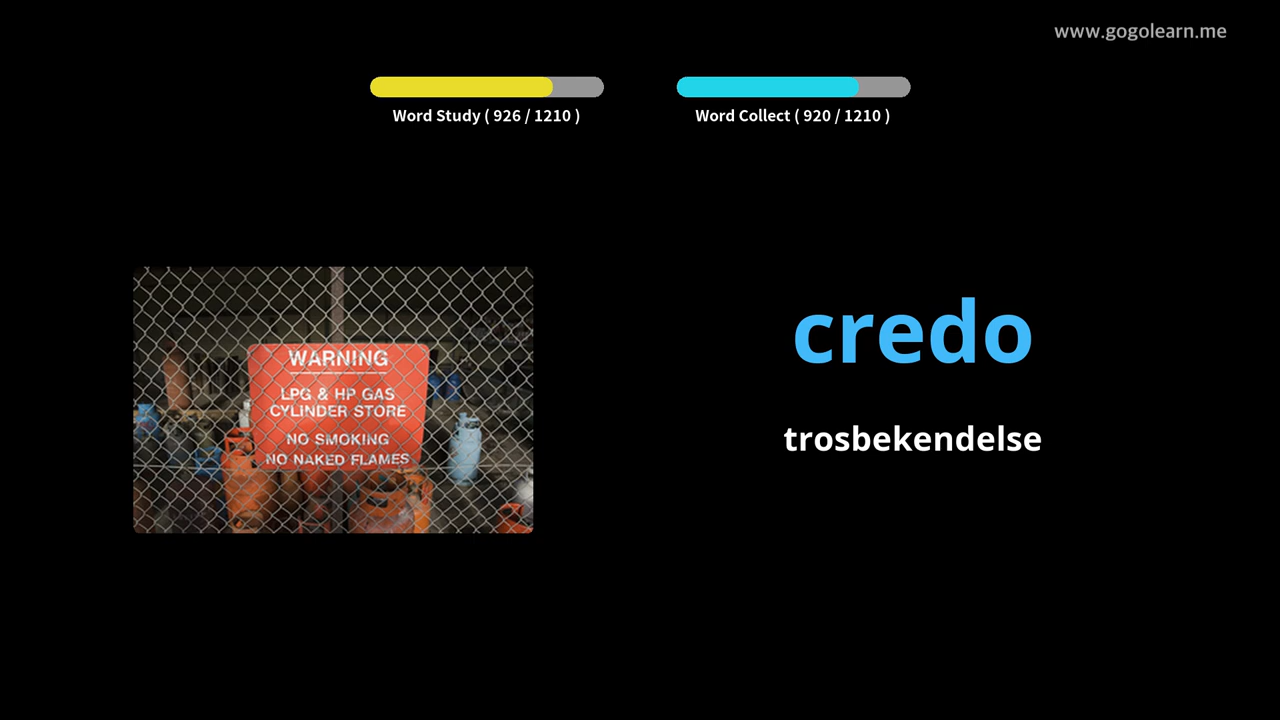 www.gogolearn.me
Word Study ( 926 / 1210 )
Word Collect ( 920 / 1210 )
WARNING
LPG & HP GAS
CYLINDER STORE
NO SMOKING
NO NAKED FLAMES
credo
trosbekendelse